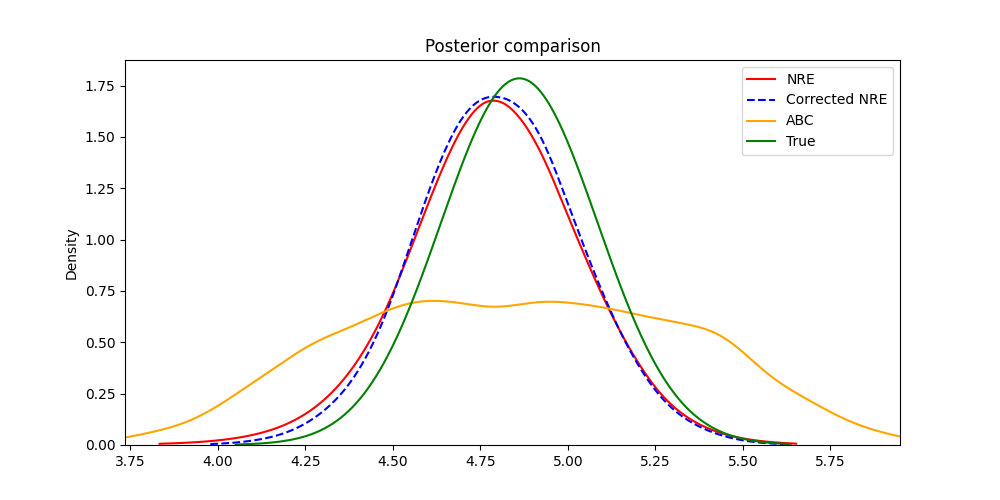 Posterior comparison
NRE
Corrected NRE
ABC
True
Density
1.75
1.50
1.25
1.00
0.75
0.50
0.25
0.00
3.75 4.00 4.25 4.50 4.75 5.00 5.25 5.50 5.75